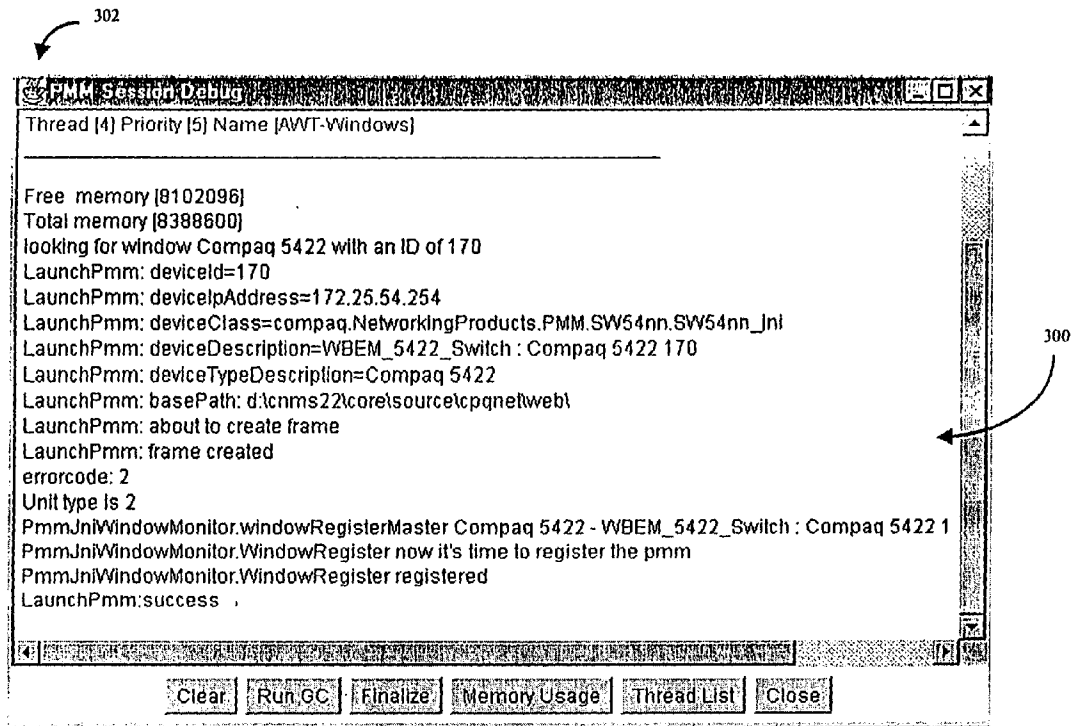 302
PMM Session Debug
Thread [4] Priority [5] Name [AWT-Windows]
Free memory [8102096]
Total memory [8388600]
looking for window Compaq 5422 with an ID of 170
LaunchPmm: deviceId=170
LaunchPmm: deviceIpAddress=172.25.54.254
LaunchPmm: deviceClass=compaq.NetworkingProducts.PMM.SW54nn.SW54nn_jni
LaunchPmm: deviceDescription=WBEM_5422_Switch : Compaq 5422 170
300
LaunchPmm: deviceTypeDescription=Compaq 5422
LaunchPmm: basePath: d:\cnms22\core\source\cpqnet\web\
LaunchPmm: about to create frame
LaunchPmm: frame created
errorcode: 2
Unit type is 2
PmmJniWindowMonitor.windowRegisterMaster Compaq 5422 - WBEM_5422_Switch : Compaq 5422 1
PmmJniWindowMonitor.WindowRegister now it's time to register the pmm
PmmJniWindowMonitor.WindowRegister registered
LaunchPmm:success
Clear Run GC Finalize Memory Usage Thread List Close